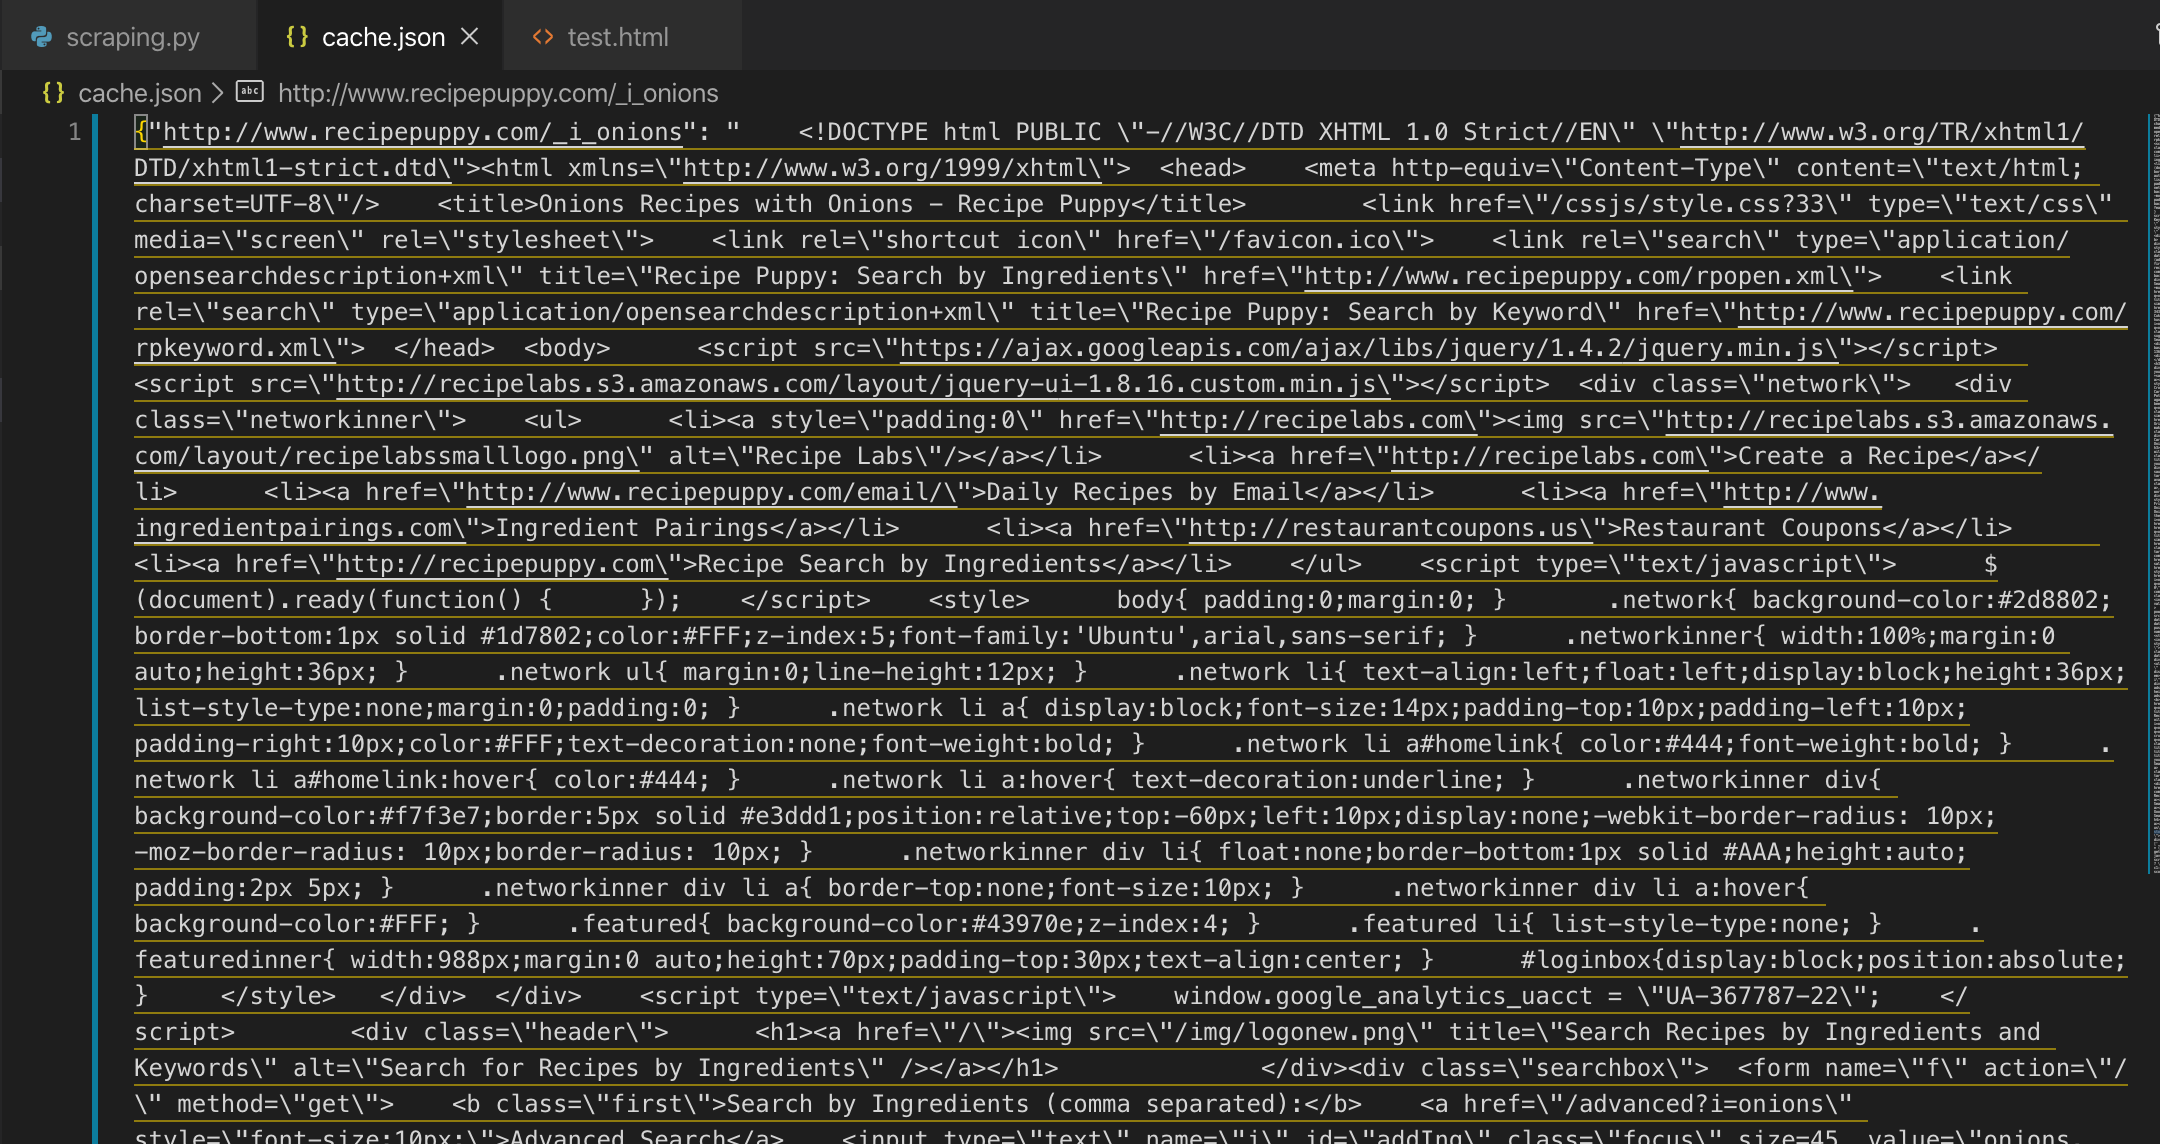 scraping.py
cache.json
test.html
cache.json > http://www.recipepuppy.com/_i_onions
1 {"http://www.recipepuppy.com/_i_onions": "    <!DOCTYPE html PUBLIC \"-//W3C//DTD XHTML 1.0 Strict//EN\" \"http://www.w3.org/TR/xhtml1/
DTD/xhtml1-strict.dtd\"><html xmlns=\"http://www.w3.org/1999/xhtml\">  <head>    <meta http-equiv=\"Content-Type\" content=\"text/html;
charset=UTF-8\"/>    <title>Onions Recipes with Onions - Recipe Puppy</title>        <link href=\"/cssjs/style.css?33\" type=\"text/css\"
media=\"screen\" rel=\"stylesheet\">    <link rel=\"shortcut icon\" href=\"/favicon.ico\">    <link rel=\"search\" type=\"application/
opensearchdescription+xml\" title=\"Recipe Puppy: Search by Ingredients\" href=\"http://www.recipepuppy.com/rpopen.xml\">    <link
rel=\"search\" type=\"application/opensearchdescription+xml\" title=\"Recipe Puppy: Search by Keyword\" href=\"http://www.recipepuppy.com/
rpkeyword.xml\">  </head>  <body>      <script src=\"https://ajax.googleapis.com/ajax/libs/jquery/1.4.2/jquery.min.js\"></script>
<script src=\"http://recipelabs.s3.amazonaws.com/layout/jquery-ui-1.8.16.custom.min.js\"></script>  <div class=\"network\">   <div
class=\"networkinner\">    <ul>      <li><a style=\"padding:0\" href=\"http://recipelabs.com\"><img src=\"http://recipelabs.s3.amazonaws.
com/layout/recipelabssmalllogo.png\" alt=\"Recipe Labs\"/></a></li>      <li><a href=\"http://recipelabs.com\">Create a Recipe</a></
li>      <li><a href=\"http://www.recipepuppy.com/email/\">Daily Recipes by Email</a></li>      <li><a href=\"http://www.
ingredientpairings.com\">Ingredient Pairings</a></li>      <li><a href=\"http://restaurantcoupons.us\">Restaurant Coupons</a></li>
<li><a href=\"http://recipepuppy.com\">Recipe Search by Ingredients</a></li>    </ul>    <script type=\"text/javascript\">      $
(document).ready(function() {      });    </script>    <style>      body{ padding:0;margin:0; }       .network{ background-color:#2d8802;
border-bottom:1px solid #1d7802;color:#FFF;z-index:5;font-family:'Ubuntu',arial,sans-serif; }      .networkinner{ width:100%;margin:0
auto;height:36px; }      .network ul{ margin:0;line-height:12px; }      .network li{ text-align:left;float:left;display:block;height:36px;
list-style-type:none;margin:0;padding:0; }      .network li a{ display:block;font-size:14px;padding-top:10px;padding-left:10px;
padding-right:10px;color:#FFF;text-decoration:none;font-weight:bold; }      .network li a#homelink{ color:#444;font-weight:bold; }      .
network li a#homelink:hover{ color:#444; }      .network li a:hover{ text-decoration:underline; }      .networkinner div{
background-color:#f7f3e7;border:5px solid #e3ddd1;position:relative;top:-60px;left:10px;display:none;-webkit-border-radius: 10px;
-moz-border-radius: 10px;border-radius: 10px; }      .networkinner div li{ float:none;border-bottom:1px solid #AAA;height:auto;
padding:2px 5px; }      .networkinner div li a{ border-top:none;font-size:10px; }      .networkinner div li a:hover{
background-color:#FFF; }      .featured{ background-color:#43970e;z-index:4; }      .featured li{ list-style-type:none; }      .
featuredinner{ width:988px;margin:0 auto;height:70px;padding-top:30px;text-align:center; }      #loginbox{display:block;position:absolute;
}     </style>   </div>  </div>    <script type=\"text/javascript\">    window.google_analytics_uacct = \"UA-367787-22\";    </
script>        <div class=\"header\">      <h1><a href=\"/\"><img src=\"/img/logonew.png\" title=\"Search Recipes by Ingredients and
Keywords\" alt=\"Search for Recipes by Ingredients\" /></a></h1>              </div><div class=\"searchbox\">  <form name=\"f\" action=\"/
\" method=\"get\">    <b class=\"first\">Search by Ingredients (comma separated):</b>    <a href=\"/advanced?i=onions\"
style=\"font-size:10px;\">Advanced Search</a>    <input type=\"text\" name=\"i\" id=\"addIng\" class=\"focus\" size=45  value=\"onions